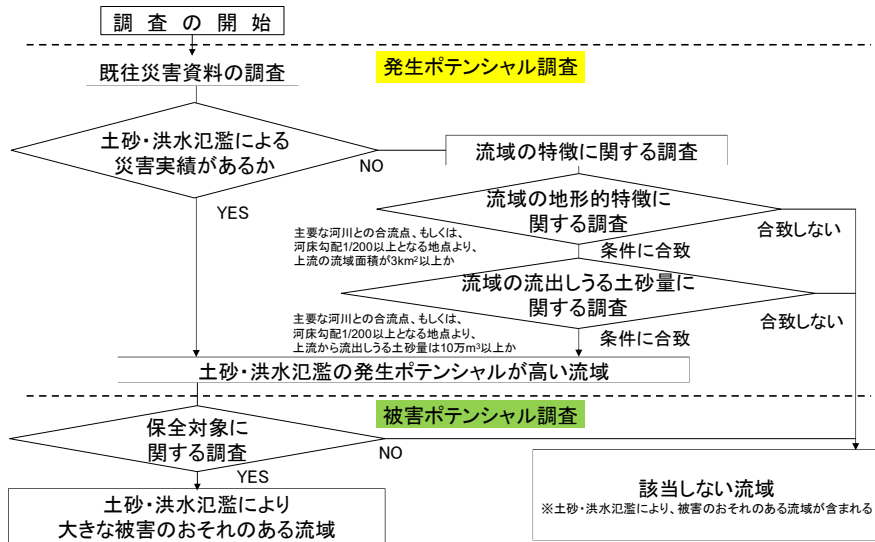 調 査 の 開 始
既往災害資料の調査
発生ポテンシャル調査
土砂・洪水氾濫による
災害実績があるか
NO
YES
流域の特徴に関する調査
流域の地形的特徴に
関する調査
合致しない
主要な河川との合流点、もしくは、
河床勾配1/200以上となる地点より、
上流の流域面積が3km²以上か
条件に合致
流域の流出しうる土砂量に
関する調査
合致しない
主要な河川との合流点、もしくは、
河床勾配1/200以上となる地点より、
上流から流出しうる土砂量は10万m³以上か
条件に合致
土砂・洪水氾濫の発生ポテンシャルが高い流域
被害ポテンシャル調査
保全対象に
関する調査
NO
YES
土砂・洪水氾濫により
大きな被害のおそれのある流域
該当しない流域
※土砂・洪水氾濫により、被害のおそれのある流域が含まれる